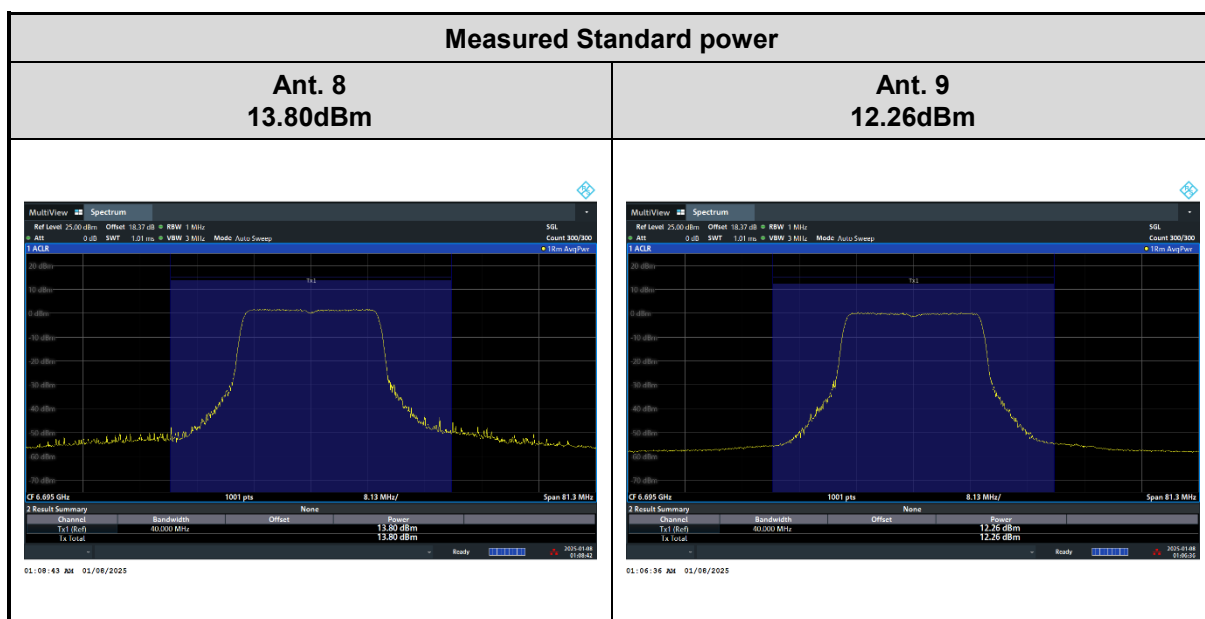 Measured Standard power
Ant. 8
13.80dBm
Ant. 9
12.26dBm
MultiView Spectrum
Ref Level 25.00 dBm Offset 18.37 dB RBW 1 MHz SGL
Att 0 dB SWT 1.01 ms VBW 3 MHz Mode Auto Sweep Count 300/300
1 ACLR 1Rm AvgPwr
20 dBm
Tx1
10 dBm
0 dBm
-10 dBm
-20 dBm
-30 dBm
-40 dBm
-50 dBm
-60 dBm
-70 dBm
CF 6.695 GHz 1001 pts 8.13 MHz/ Span 81.3 MHz
2 Result Summary None
Channel Bandwidth Offset Power
Tx1 (Ref) 40.000 MHz 13.80 dBm
Tx Total 13.80 dBm
Ready 2025-01-08
01:08:42
01:08:43 AM 01/08/2025
MultiView Spectrum
Ref Level 25.00 dBm Offset 18.37 dB RBW 1 MHz SGL
Att 0 dB SWT 1.01 ms VBW 3 MHz Mode Auto Sweep Count 300/300
1 ACLR 1Rm AvgPwr
20 dBm
Tx1
10 dBm
0 dBm
-10 dBm
-20 dBm
-30 dBm
-40 dBm
-50 dBm
-60 dBm
-70 dBm
CF 6.695 GHz 1001 pts 8.13 MHz/ Span 81.3 MHz
2 Result Summary None
Channel Bandwidth Offset Power
Tx1 (Ref) 40.000 MHz 12.26 dBm
Tx Total 12.26 dBm
Ready 2025-01-08
01:06:36
01:06:36 AM 01/08/2025